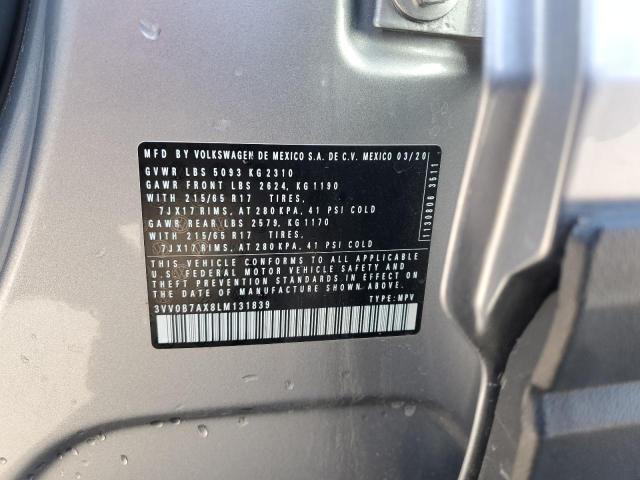 MFD BY VOLKSWAGEN DE MEXICO S.A. DE C.V. MEXICO 03/20
GVWR LBS 5093 KG 2310
GAWR FRONT LBS 2624, KG 1190
WITH 215/65 R17 TIRES,
7JX17 RIMS, AT 280 KPA, 41 PSI COLD
GAWR REAR LBS 2579, KG 1170
WITH 215/65 R17 TIRES,
7JX17 RIMS, AT 280 KPA, 41 PSI COLD
THIS VEHICLE CONFORMS TO ALL APPLICABLE
U.S. FEDERAL MOTOR VEHICLE SAFETY AND
THEFT PREVENTION STANDARDS IN EFFECT ON
THE DATE OF MANUFACTURE SHOWN ABOVE.
3VV0B7AX8LM131839 TYPE: MPV
1130806 3511